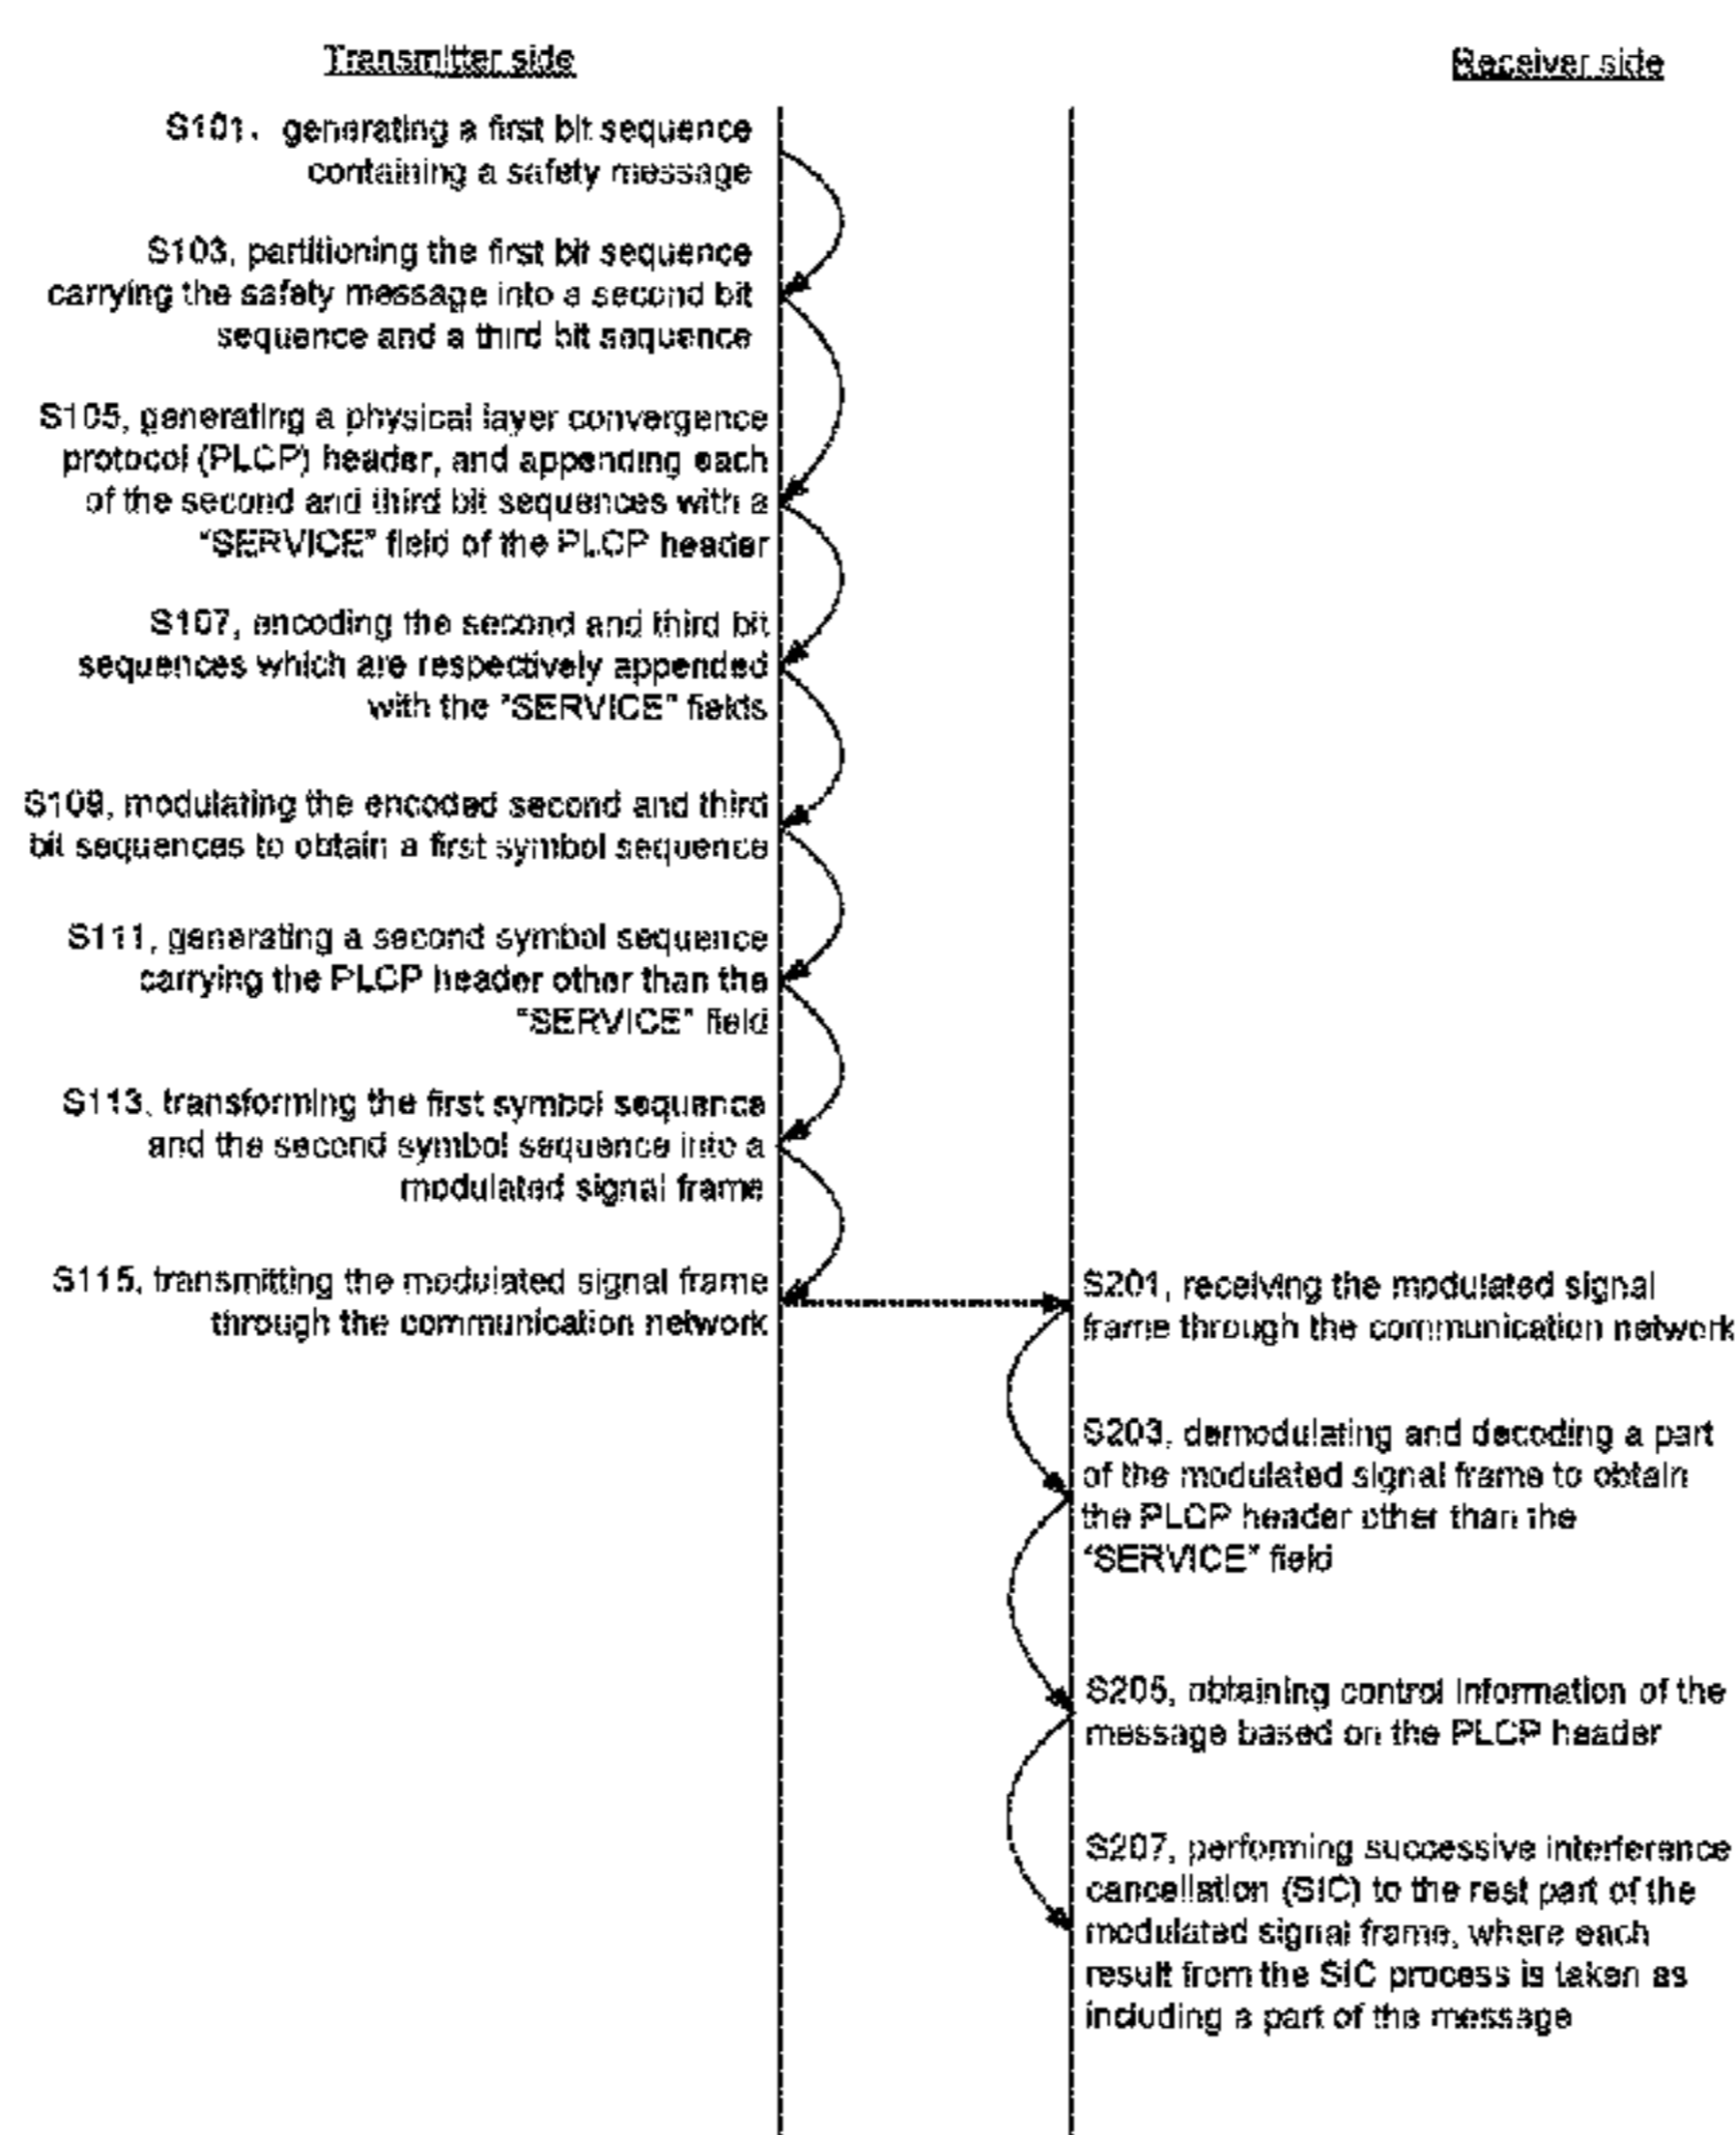 Transmitter side
Receiver side
S101, generating a first bit sequence
containing a safety message
S103, partitioning the first bit sequence
carrying the safety message into a second bit
sequence and a third bit sequence
S105, generating a physical layer convergence
protocol (PLCP) header, and appending each
of the second and third bit sequences with a
"SERVICE" field of the PLCP header
S107, encoding the second and third bit
sequences which are respectively appended
with the "SERVICE" fields
S109, modulating the encoded second and third
bit sequences to obtain a first symbol sequence
S111, generating a second symbol sequence
carrying the PLCP header other than the
"SERVICE" field
S113, transforming the first symbol sequence
and the second symbol sequence into a
modulated signal frame
S115, transmitting the modulated signal frame
through the communication network
S201, receiving the modulated signal
frame through the communication network
S203, demodulating and decoding a part
of the modulated signal frame to obtain
the PLCP header other than the
"SERVICE" field
S205, obtaining control information of the
message based on the PLCP header
S207, performing successive interference
cancellation (SIC) to the rest part of the
modulated signal frame, where each
result from the SIC process is taken as
including a part of the message